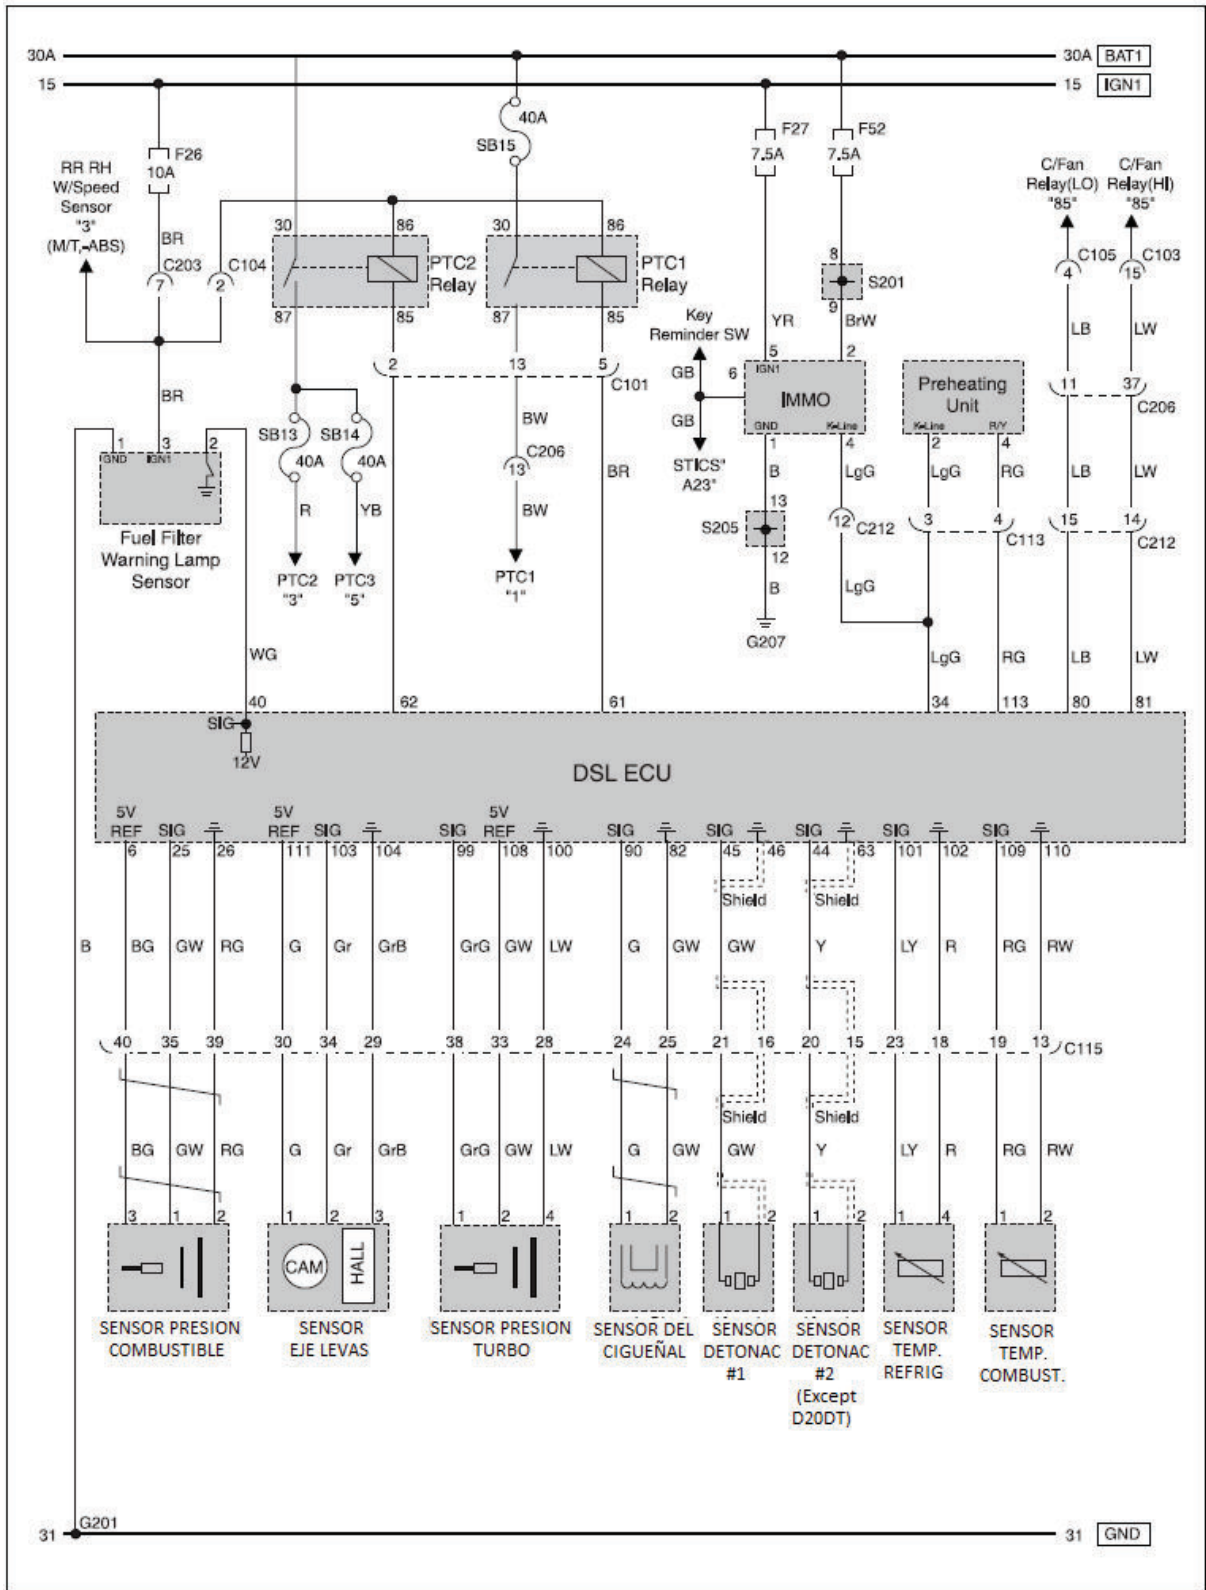 30A 30A BAT1
15 15 IGN1
40A
SB15
F26
10A
F27
7.5A
F52
7.5A
RR RH
W/Speed
Sensor
"3"
(M/T,-ABS)
C/Fan
Relay(LO)
"85"
C/Fan
Relay(HI)
"85"
BR
C203
7
C104
2
30 86
PTC2
Relay
87 85
30 86
PTC1
Relay
87 85
8
S201
9
C105
4
C103
15
YR BrW LB LW
Key
Reminder SW
GB
6
GB
STICS"
A23"
5 2
IGN1
IMMO
GND K-Line
1 4
Preheating
Unit
K-Line R/Y
2 4
2 13 5
C101
11 37
C206
BR
BW
C206
13
BW
BR
SB13
40A
SB14
40A
R YB
PTC2
"3"
PTC3
"5"
PTC1
"1"
1 3 2
GND IGN1
Fuel Filter
Warning Lamp
Sensor
B LgG LgG RG LB LW
13
S205
12
12 C212
3 4
C113
15 14
C212
B LgG
G207
WG LgG RG LB LW
40 62 61 34 113 80 81
SIG
12V
DSL ECU
5V
REF SIG
5V
REF SIG
SIG 5V
REF
SIG SIG SIG SIG SIG
6 25 26 111 103 104 99 108 100 90 82 45 46 44 63 101 102 109 110
Shield Shield
B BG GW RG G Gr GrB GrG GW LW G GW GW Y LY R RG RW
40 35 39 30 34 29 38 33 28 24 25 21 16 20 15 23 18 19 13 C115
Shield Shield
BG GW RG G Gr GrB GrG GW LW G GW GW Y LY R RG RW
3 1 2 1 2 3 1 2 4 1 2 1 2 1 2 1 4 1 2
CAM HALL
SENSOR PRESION
COMBUSTIBLE
SENSOR
EJE LEVAS
SENSOR PRESION
TURBO
SENSOR DEL
CIGUEÑAL
SENSOR
DETONAC
#1
SENSOR
DETONAC
#2
(Except
D20DT)
SENSOR
TEMP.
REFRIG
SENSOR
TEMP.
COMBUST.
G201
31 31 GND